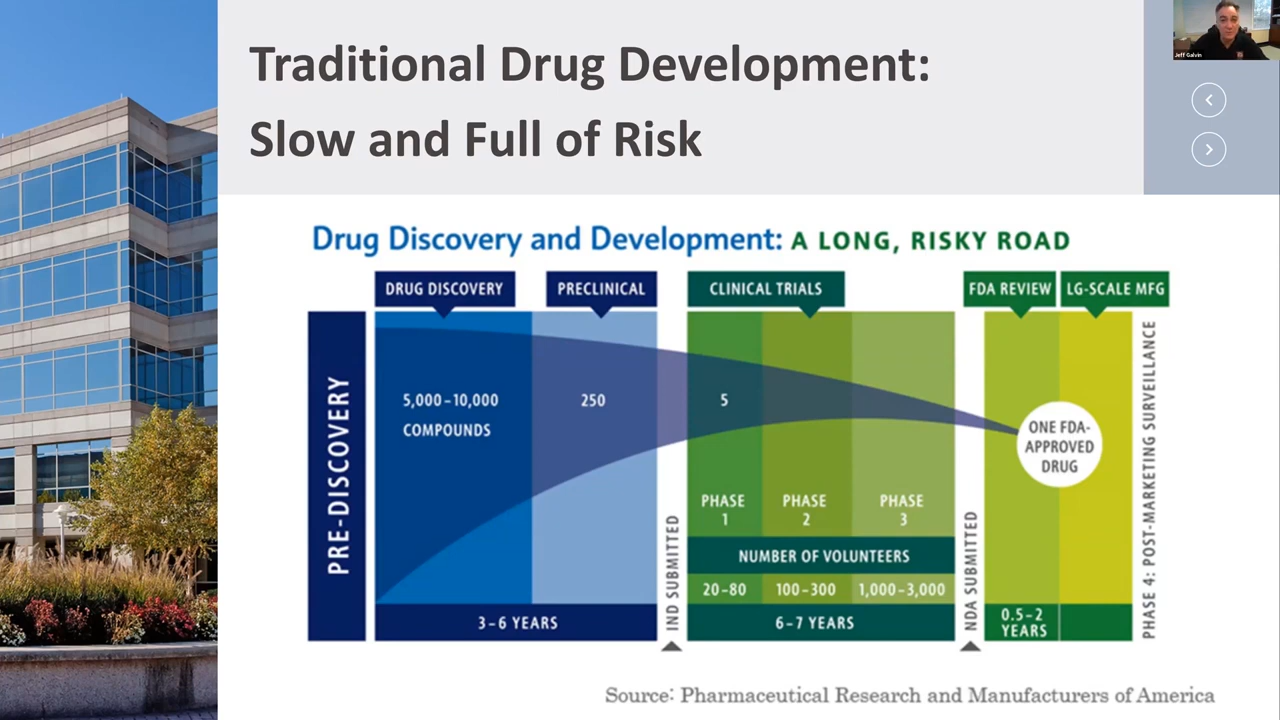 Traditional Drug Development:
Slow and Full of Risk
Jeff Galvin
Drug Discovery and Development: A LONG, RISKY ROAD
DRUG DISCOVERY
PRECLINICAL
CLINICAL TRIALS
FDA REVIEW
LG-SCALE MFG
PRE-DISCOVERY
5,000–10,000
COMPOUNDS
250
5
ONE FDA-
APPROVED
DRUG
PHASE
1
PHASE
2
PHASE
3
NUMBER OF VOLUNTEERS
20–80
100–300
1,000–3,000
3–6 YEARS
IND SUBMITTED
6–7 YEARS
NDA SUBMITTED
0.5–2
YEARS
PHASE 4: POST-MARKETING SURVEILLANCE
Source: Pharmaceutical Research and Manufacturers of America